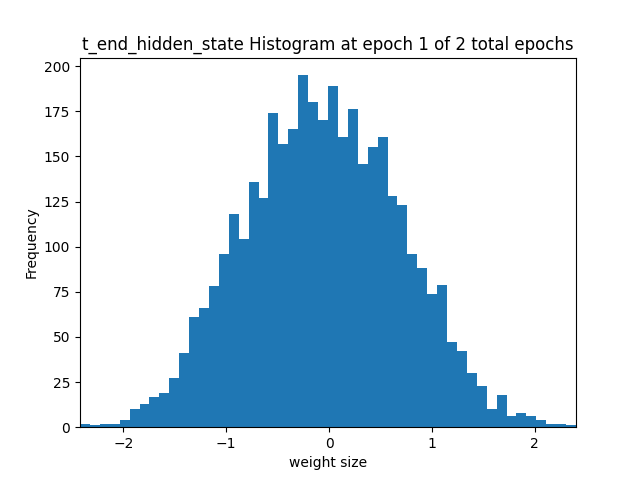 t_end_hidden_state Histogram at epoch 1 of 2 total epochs
200
175
150
125
100
75
50
25
0
Frequency
−2 −1 0 1 2
weight size